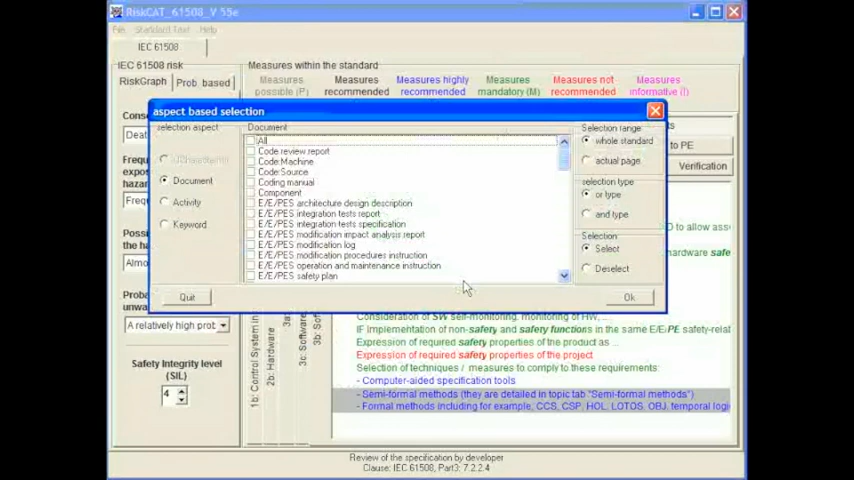 RiskCAT_61508_V 55e
File Standard Text Help
IEC 61508
IEC 61508 risk
Measures within the standard
RiskGraph
Prob. based
Measures possible (P)
Measures recommended
Measures highly recommended
Measures mandatory (M)
Measures not recommended
Measures informative (I)
aspect based selection
selection aspect
Document
Activity
Keyword
Document
All
Code review report
Code:Machine
Code:Source
Coding manual
Component
E/E/PES architecture design description
E/E/PES integration tests report
E/E/PES integration tests specification
E/E/PES modification impact analysis report
E/E/PES modification log
E/E/PES modification procedures instruction
E/E/PES operation and maintenance instruction
E/E/PES safety plan
Selection range
whole standard
actual page
selection type
or type
and type
Selection
Select
Deselect
Quit
Ok
to PE
Verification
D to allow asse
hardware safe
Almo
A relatively high prob
Safety Integrity level
(SIL)
4
1b: Control System in
2b: Hardware
3c: Software
Consideration of SW self-monitoring, monitoring of HW, ...
IF Implementation of non-safety and safety functions in the same E/E/PE safety-rela
Expression of required safety properties of the product as ...
Expression of required safety properties of the project
Selection of techniques / measures to comply to these requirements:
- Computer-aided specification tools
- Semi-formal methods (they are detailed in topic tab "Semi-formal methods")
- Formal methods including for example, CCS, CSP, HOL, LOTOS, OBJ, temporal logi
Review of the specification by developer
Clause: IEC 61508, Part3: 7.2.2.4